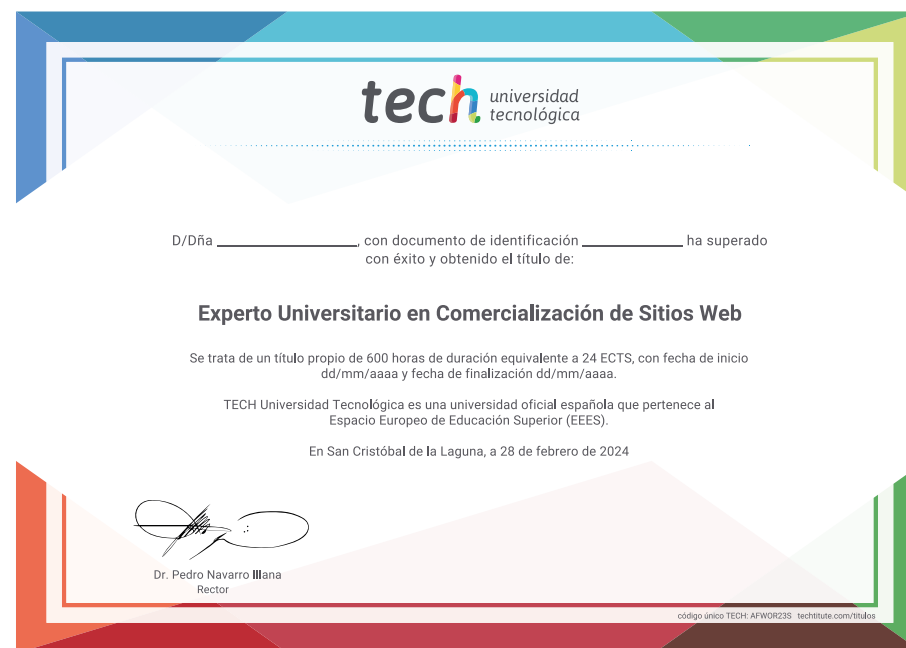 tech universidad
tecnológica
D/Dña ____________________, con documento de identificación ______________ ha superado
con éxito y obtenido el título de:
Experto Universitario en Comercialización de Sitios Web
Se trata de un título propio de 600 horas de duración equivalente a 24 ECTS, con fecha de inicio
dd/mm/aaaa y fecha de finalización dd/mm/aaaa.
TECH Universidad Tecnológica es una universidad oficial española que pertenece al
Espacio Europeo de Educación Superior (EEES).
En San Cristóbal de la Laguna, a 28 de febrero de 2024
Dr. Pedro Navarro Illana
Rector
código único TECH: AFWOR23S techtitute.com/titulos